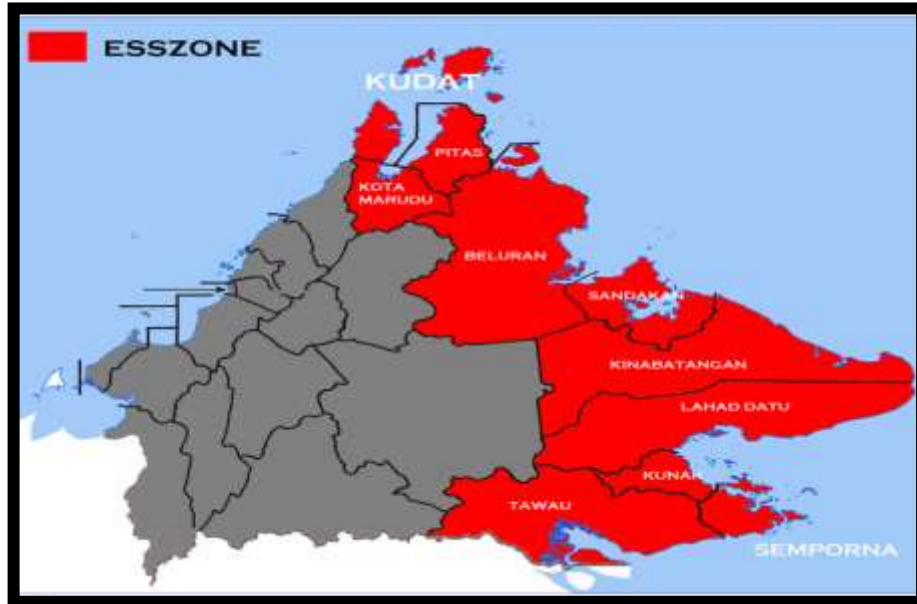 ESSZONE
KUDAT
PITAS
KOTA
MARUDU
BELURAN
SANDAKAN
KINABATANGAN
LAHAD DATU
KUNAK
TAWAU
SEMPORNA